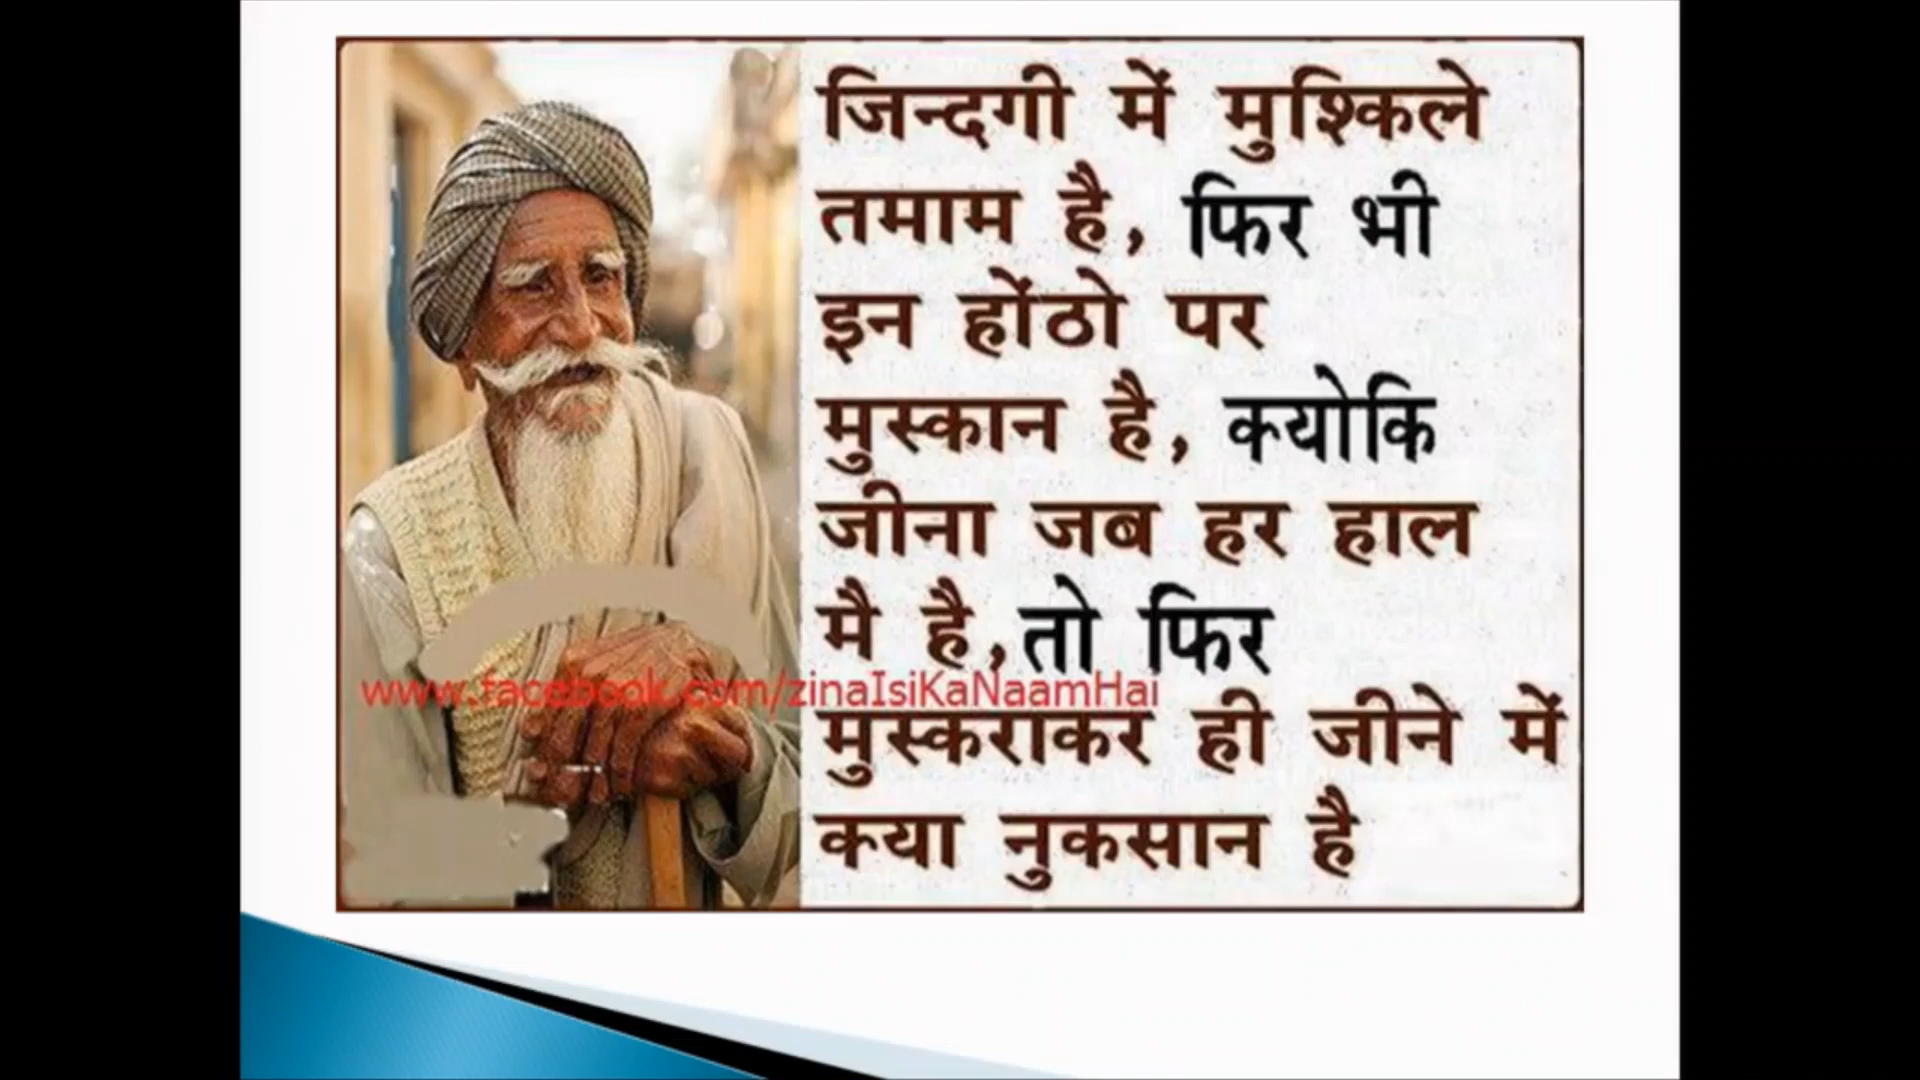 जिन्दगी में मुश्किले
तमाम है, फिर भी
इन होंठो पर
मुस्कान है, क्योकि
जीना जब हर हाल
मै है,तो फिर
www.facebook.com/zinaIsiKaNaamHai
मुस्कराकर ही जीने में
क्या नुकसान है